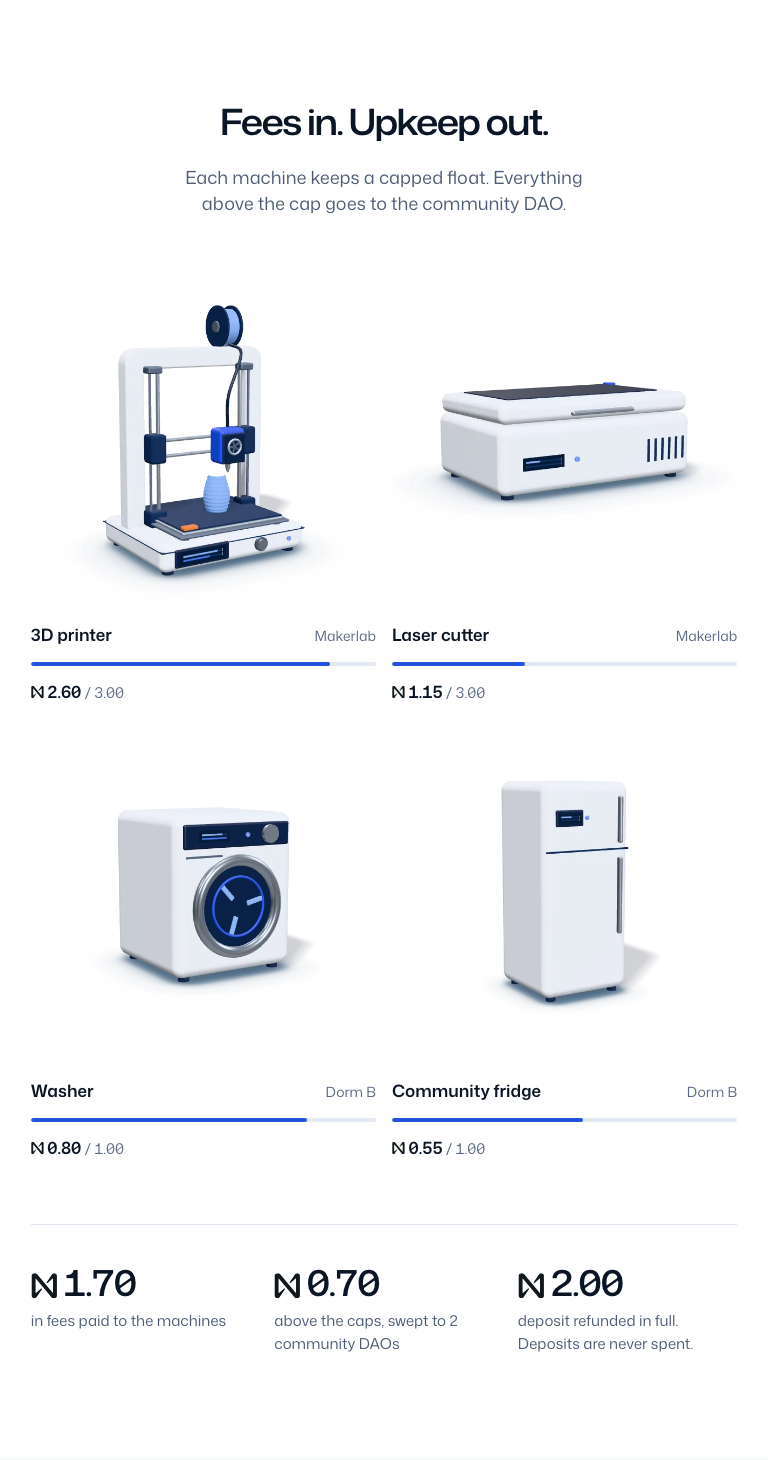 Fees in. Upkeep out.
Each machine keeps a capped float. Everything
above the cap goes to the community DAO.
3D printer
Makerlab
2.60 / 3.00
Laser cutter
Makerlab
1.15 / 3.00
Washer
Dorm B
0.80 / 1.00
Community fridge
Dorm B
0.55 / 1.00
1.70
in fees paid to the machines
0.70
above the caps, swept to 2
community DAOs
2.00
deposit refunded in full.
Deposits are never spent.